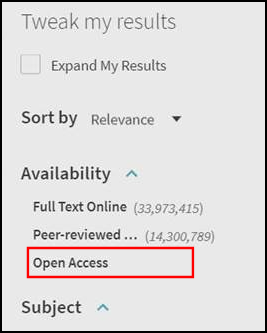 Tweak my results
Expand My Results
Sort by Relevance
Availability
Full Text Online (33,973,415)
Peer-reviewed ... (14,300,789)
Open Access
Subject